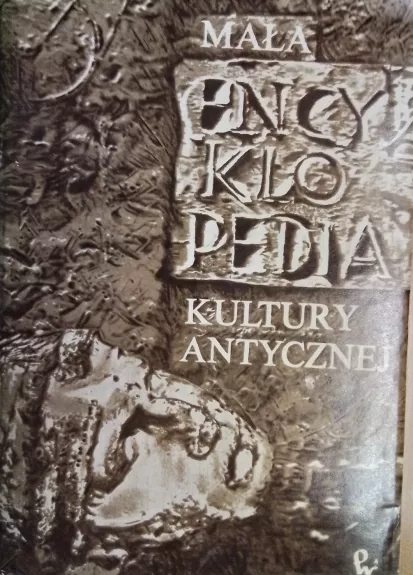 MAŁA
ENCY
KLO
PEDIA
KULTURY
ANTYCZNEJ